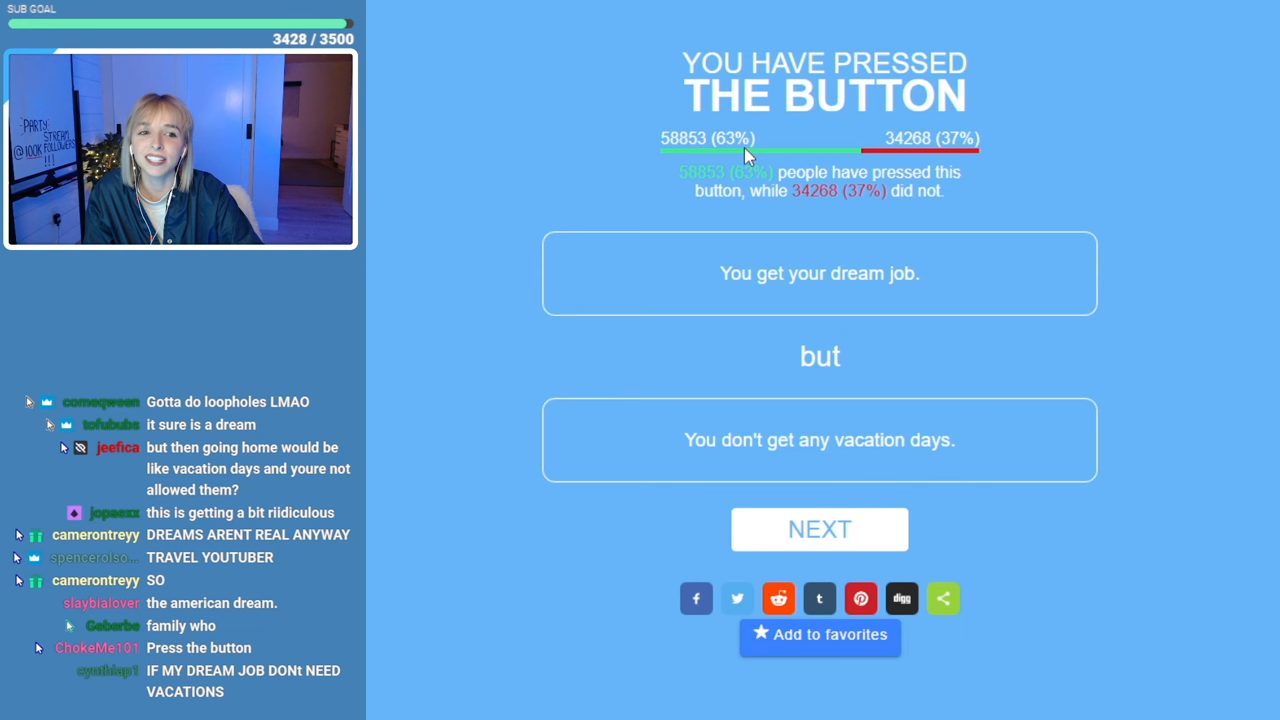 SUB GOAL
3428 / 3500
PARTY
STREAM
@100K FOLLOWERS
!!!
YOU HAVE PRESSED
THE BUTTON
58853 (63%) 34268 (37%)
58853 (63%) people have pressed this
button, while 34268 (37%) did not.
You get your dream job.
but
You don't get any vacation days.
NEXT
f
t
digg
Add to favorites
comeqween Gotta do loopholes LMAO
tofububs it sure is a dream
jeefica but then going home would be
like vacation days and youre not
allowed them?
jopaexx this is getting a bit riidiculous
camerontreyy DREAMS ARENT REAL ANYWAY
spencerolso... TRAVEL YOUTUBER
camerontreyy SO
slaybialover the american dream.
Geberbe family who
ChokeMe101 Press the button
cynthiap1 IF MY DREAM JOB DONt NEED
VACATIONS